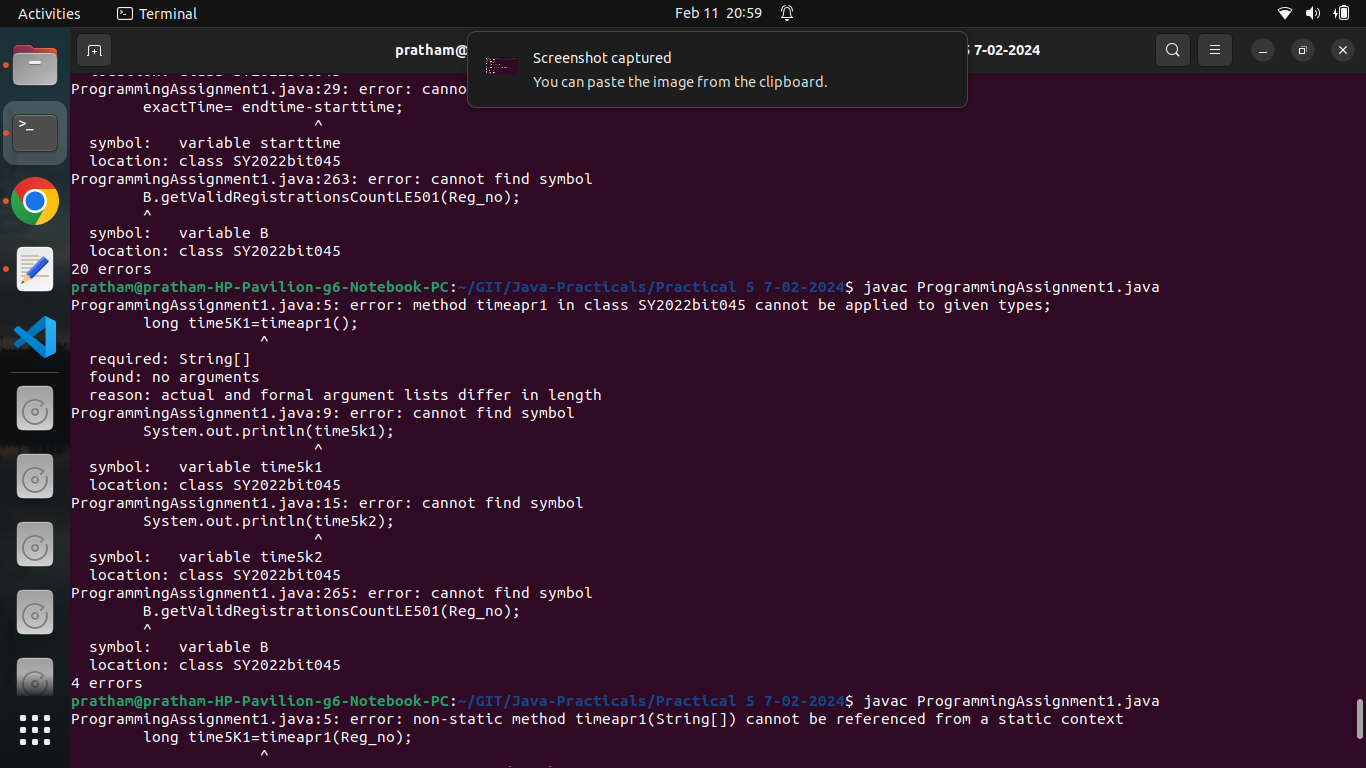 Activities
Terminal
Feb 11 20:59
pratham@
5 7-02-2024
Screenshot captured
You can paste the image from the clipboard.
ProgrammingAssignment1.java:29: error: canno
exactTime= endtime-starttime;
^
symbol: variable starttime
location: class SY2022bit045
ProgrammingAssignment1.java:263: error: cannot find symbol
B.getValidRegistrationsCountLE501(Reg_no);
^
symbol: variable B
location: class SY2022bit045
20 errors
pratham@pratham-HP-Pavilion-g6-Notebook-PC:~/GIT/Java-Practicals/Practical 5 7-02-2024$ javac ProgrammingAssignment1.java
ProgrammingAssignment1.java:5: error: method timeapr1 in class SY2022bit045 cannot be applied to given types;
long time5K1=timeapr1();
^
required: String[]
found: no arguments
reason: actual and formal argument lists differ in length
ProgrammingAssignment1.java:9: error: cannot find symbol
System.out.println(time5k1);
^
symbol: variable time5k1
location: class SY2022bit045
ProgrammingAssignment1.java:15: error: cannot find symbol
System.out.println(time5k2);
^
symbol: variable time5k2
location: class SY2022bit045
ProgrammingAssignment1.java:265: error: cannot find symbol
B.getValidRegistrationsCountLE501(Reg_no);
^
symbol: variable B
location: class SY2022bit045
4 errors
pratham@pratham-HP-Pavilion-g6-Notebook-PC:~/GIT/Java-Practicals/Practical 5 7-02-2024$ javac ProgrammingAssignment1.java
ProgrammingAssignment1.java:5: error: non-static method timeapr1(String[]) cannot be referenced from a static context
long time5K1=timeapr1(Reg_no);
^